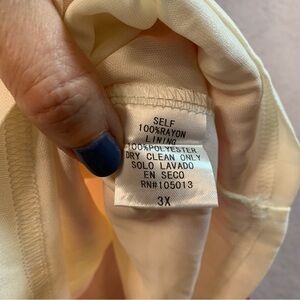 SELF
100%RAYON
LINING
100%POLYESTER
DRY CLEAN ONLY
SOLO LAVADO
EN SECO
RN#105013
3X